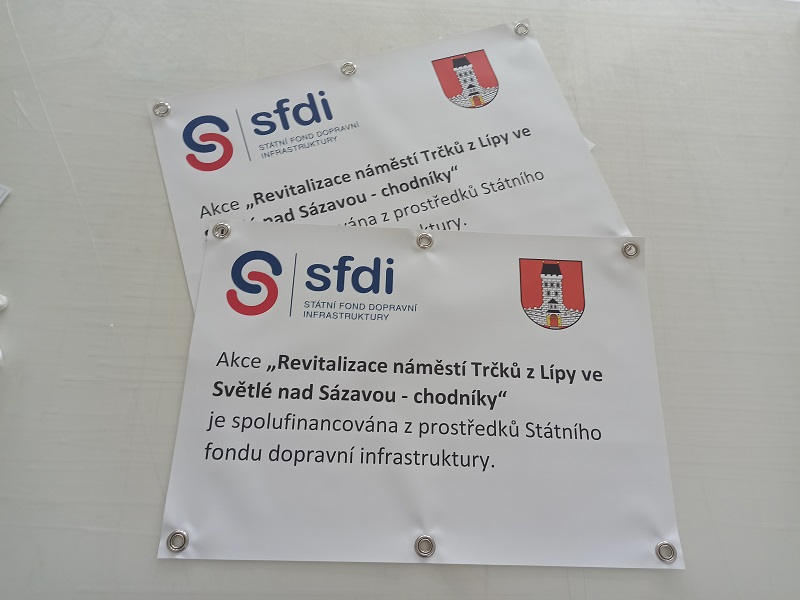 sfdi
STÁTNÍ FOND DOPRAVNÍ
INFRASTRUKTURY
Akce „Revitalizace náměstí Trčků z Lípy ve
nad Sázavou - chodníky“
z prostředků Státního
sfdi
STÁTNÍ FOND DOPRAVNÍ
INFRASTRUKTURY
Akce „Revitalizace náměstí Trčků z Lípy ve
Světlé nad Sázavou - chodníky“
je spolufinancována z prostředků Státního
fondu dopravní infrastruktury.